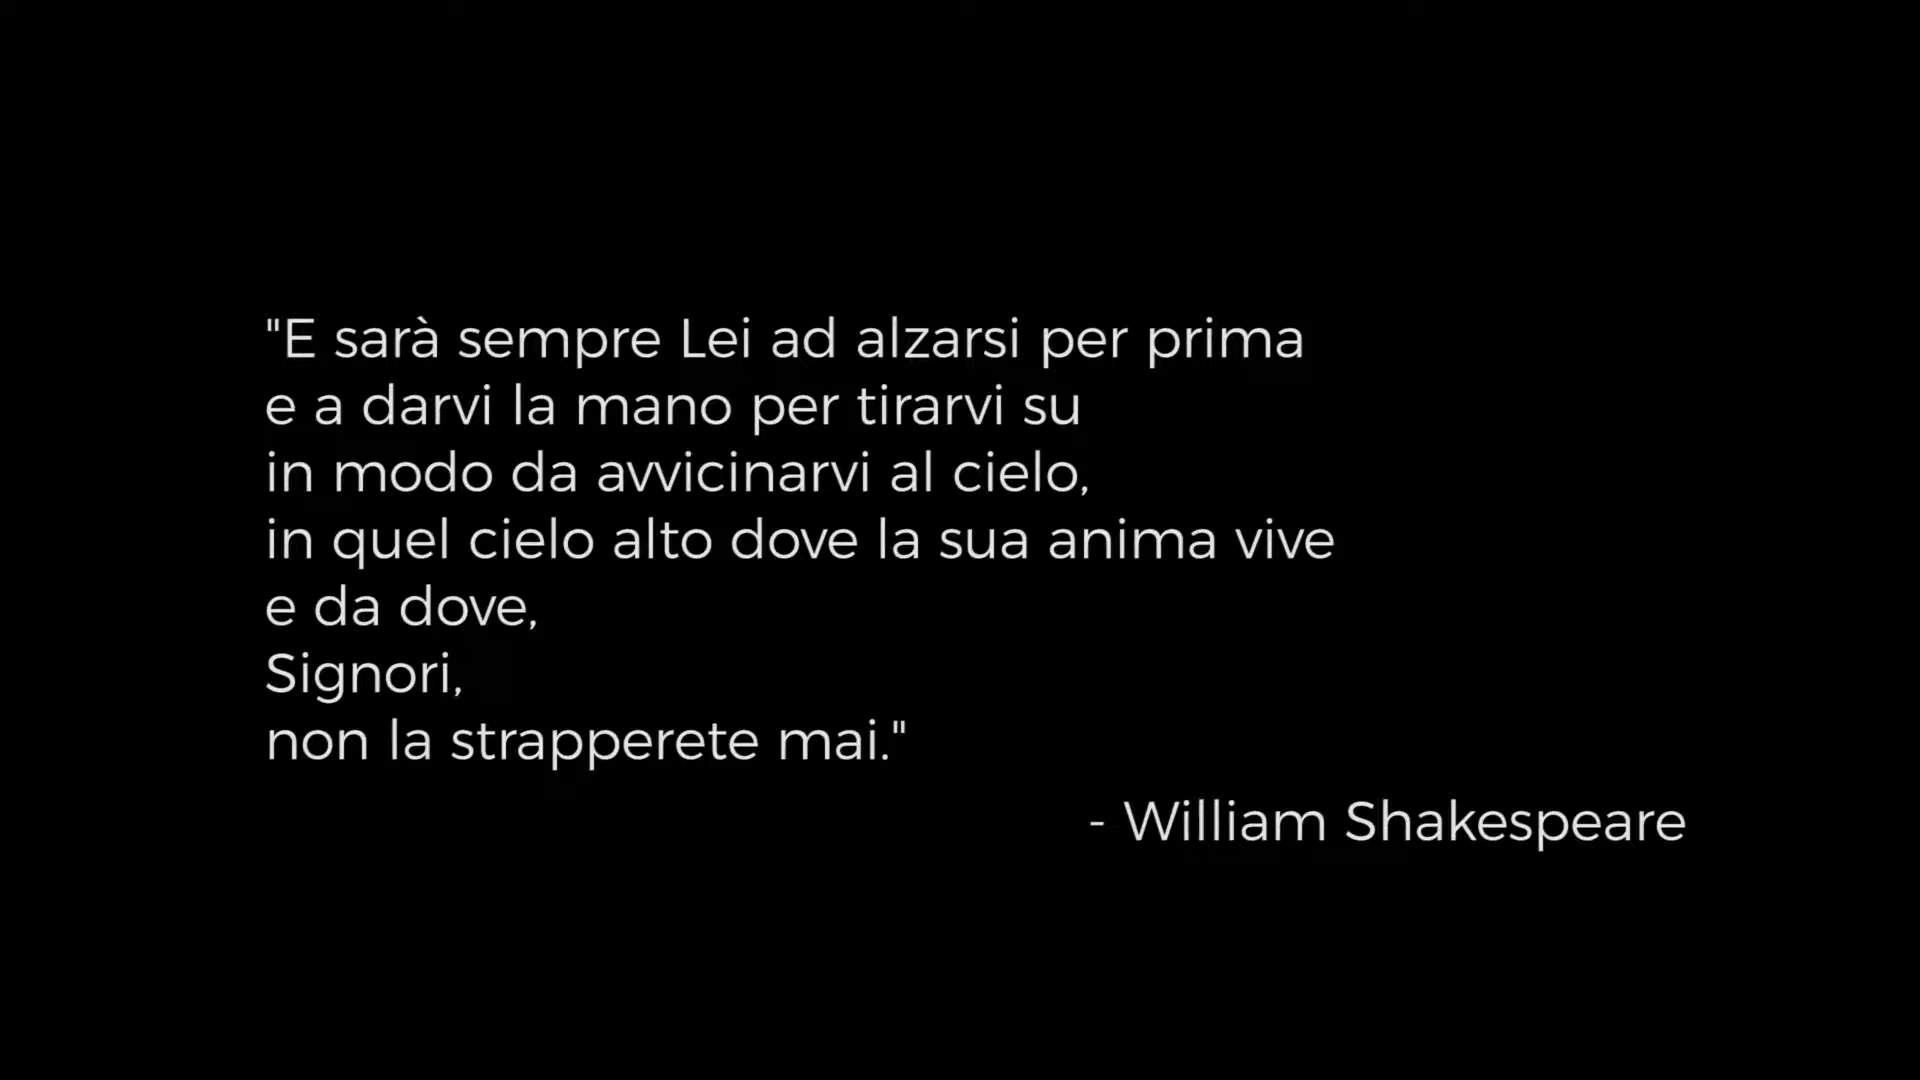 "E sarà sempre Lei ad alzarsi per prima
e a darvi la mano per tirarvi su
in modo da avvicinarvi al cielo,
in quel cielo alto dove la sua anima vive
e da dove,
Signori,
non la strapperete mai."
- William Shakespeare